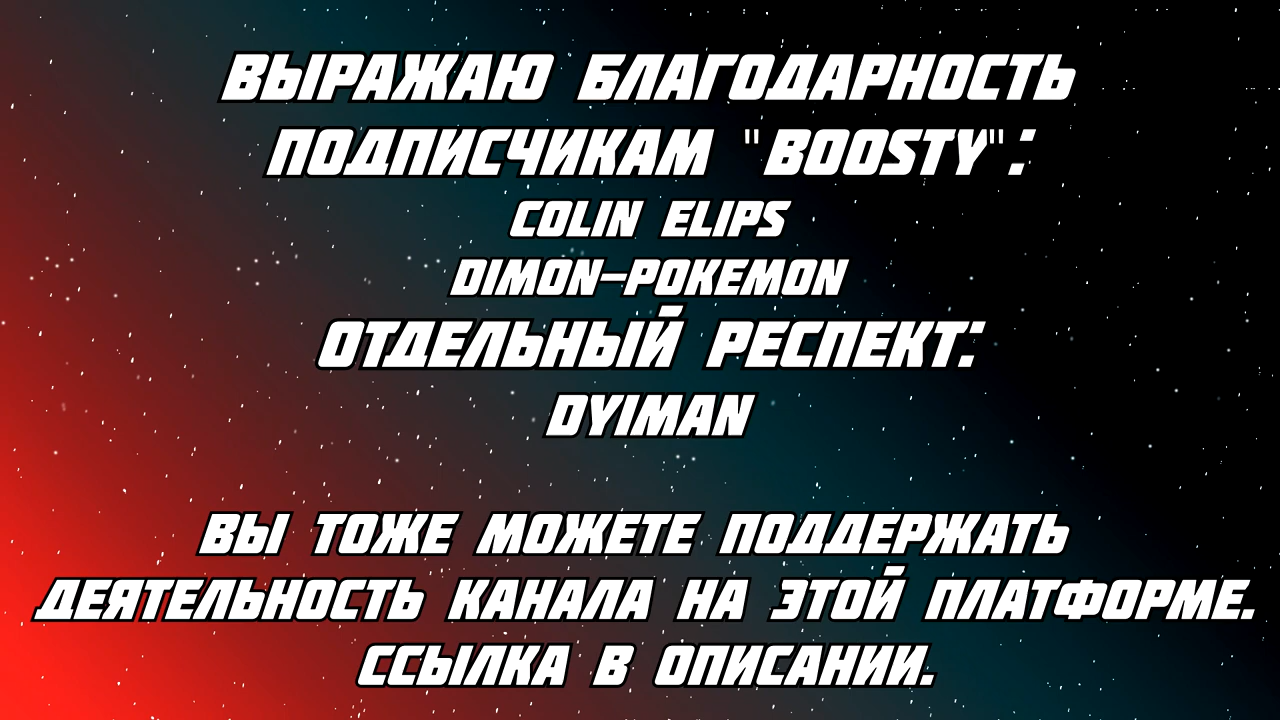 ВЫРАЖАЮ БЛАГОДАРНОСТЬ
ПОДПИСЧИКАМ "BOOSTY":
COLIN ELIPS
DIMON-POKEMON
ОТДЕЛЬНЫЙ РЕСПЕКТ:
DYIMAN
ВЫ ТОЖЕ МОЖЕТЕ ПОДДЕРЖАТЬ
ДЕЯТЕЛЬНОСТЬ КАНАЛА НА ЭТОЙ ПЛАТФОРМЕ.
ССЫЛКА В ОПИСАНИИ.